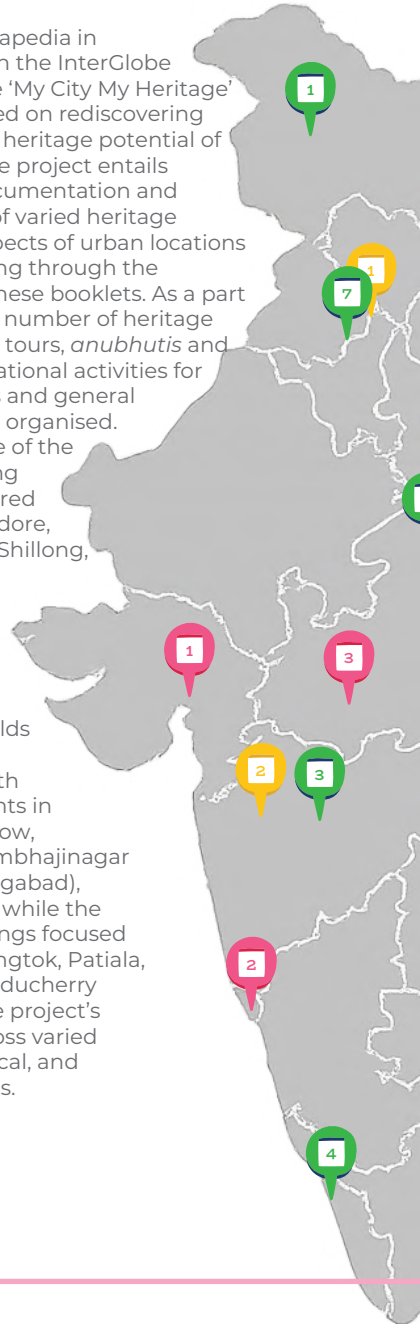 apedia in
the InterGlobe
‘My City My Heritage’
ed on rediscovering
heritage potential of
e project entails
cumentation and
of varied heritage
pects of urban locations
ng through the
hese booklets. As a part
number of heritage
tours, anubhutis and
ational activities for
s and general
organised.
e of the
ng
red
dore,
Shillong,
lds
th
nts in
ow,
mbhajinagar
gabad),
while the
ngs focused
ngtok, Patiala,
ducherry
e project’s
oss varied
ical, and
s.
1
1
7
1
3
2
3
2
4